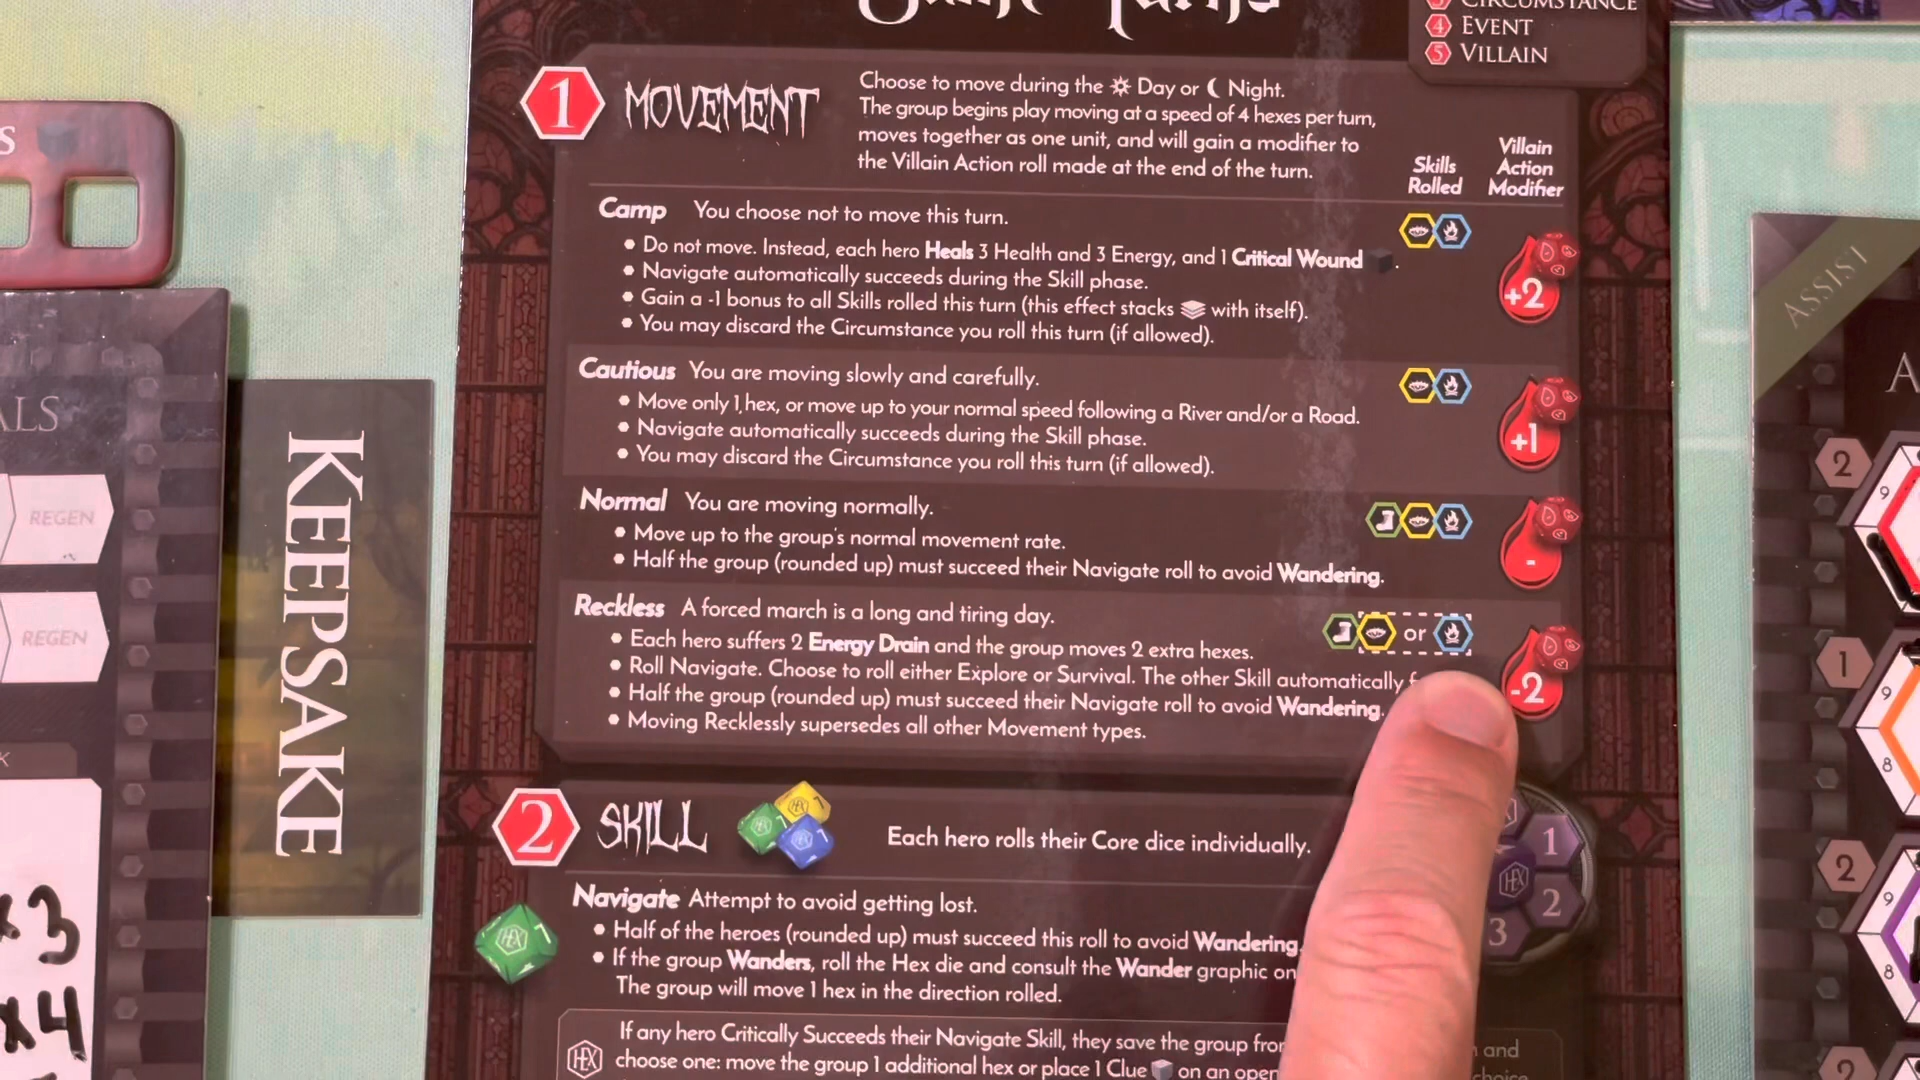 CIRCUMSTANCE
4 EVENT
5 VILLAIN
1 MOVEMENT
Choose to move during the Day or Night.
The group begins play moving at a speed of 4 hexes per turn,
moves together as one unit, and will gain a modifier to
the Villain Action roll made at the end of the turn.
Skills
Rolled
Villain
Action
Modifier
Camp You choose not to move this turn.
Do not move. Instead, each hero Heals 3 Health and 3 Energy, and 1 Critical Wound .
Navigate automatically succeeds during the Skill phase.
Gain a -1 bonus to all Skills rolled this turn (this effect stacks with itself).
You may discard the Circumstance you roll this turn (if allowed).
+2
Cautious You are moving slowly and carefully.
Move only 1 hex, or move up to your normal speed following a River and/or a Road.
Navigate automatically succeeds during the Skill phase.
You may discard the Circumstance you roll this turn (if allowed).
+1
Normal You are moving normally.
Move up to the group's normal movement rate.
Half the group (rounded up) must succeed their Navigate roll to avoid Wandering.
-
Reckless A forced march is a long and tiring day.
or
Each hero suffers 2 Energy Drain and the group moves 2 extra hexes.
Roll Navigate. Choose to roll either Explore or Survival. The other Skill automatically
Half the group (rounded up) must succeed their Navigate roll to avoid Wandering.
Moving Recklessly supersedes all other Movement types.
-2
2 SKILL
Each hero rolls their Core dice individually.
Navigate Attempt to avoid getting lost.
Half of the heroes (rounded up) must succeed this roll to avoid Wandering.
If the group Wanders, roll the Hex die and consult the Wander graphic on
The group will move 1 hex in the direction rolled.
HEX
1
2
3
If any hero Critically Succeeds their Navigate Skill, they save the group from
and
HEX
choose one: move the group 1 additional hex or place 1 Clue on an open
choice
KEEPSAKE
REGEN
REGEN
x3
x4
ASSIST
2
9
1
9
8
2
9
8
2